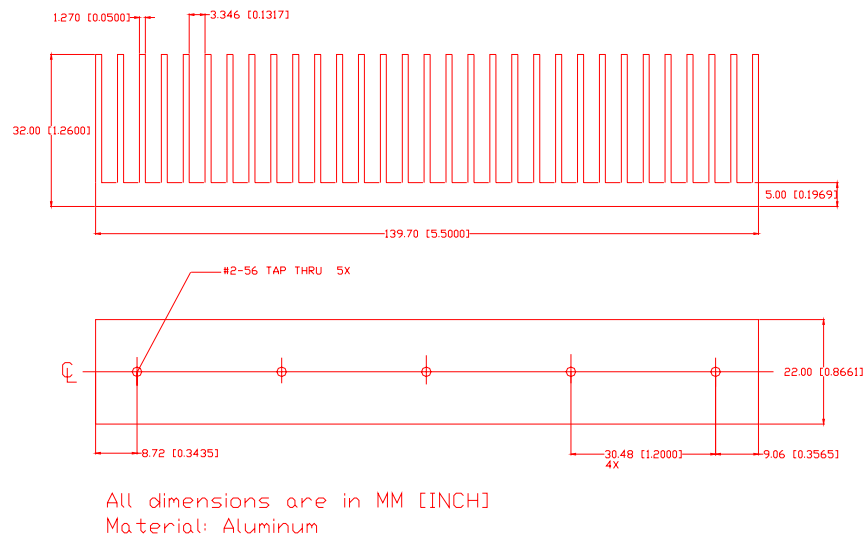 1.270 [0.0500]
3.346 [0.1317]
32.00 [1.2600]
5.00 [0.1969]
139.70 [5.5000]
#2-56 TAP THRU 5X
CL
22.00 [0.8661]
8.72 [0.3435]
30.48 [1.2000]
4X
9.06 [0.3565]
All dimensions are in MM [INCH]
Material: Aluminum